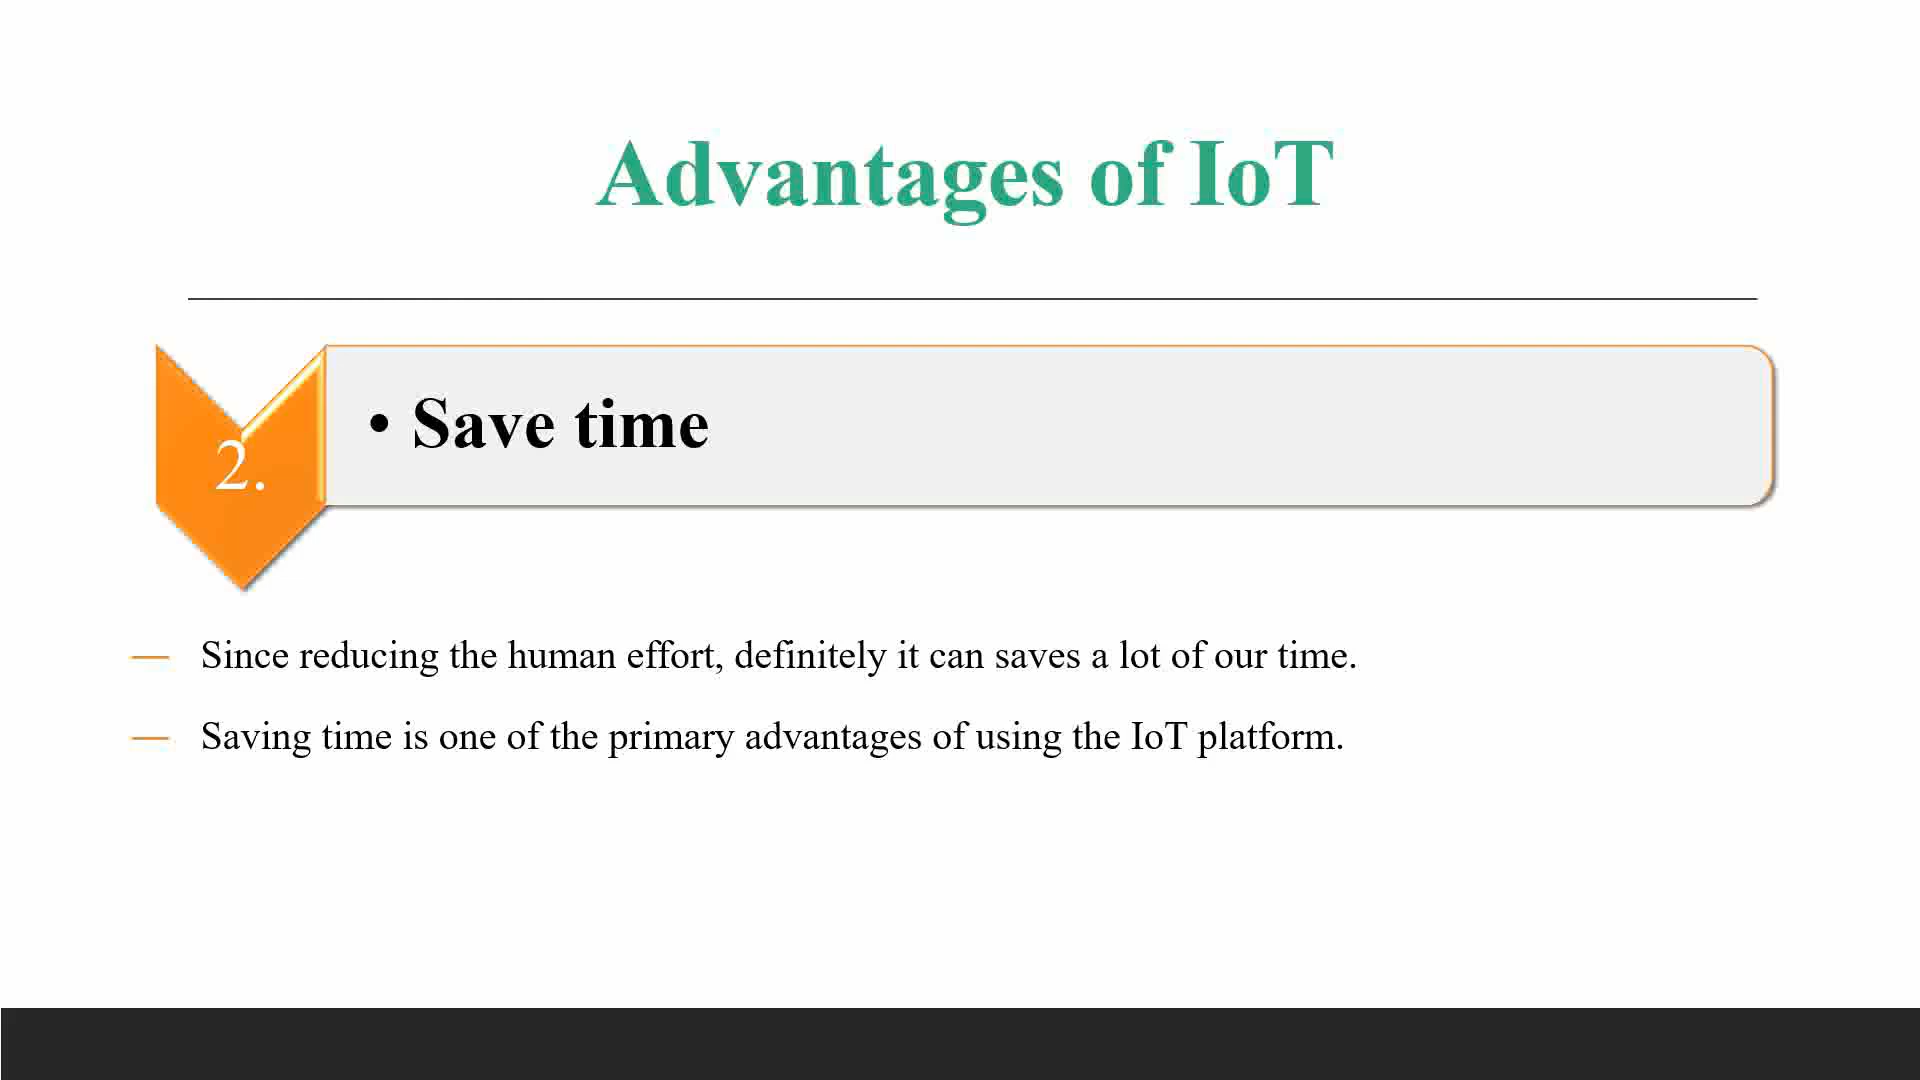 Advantages of IoT
2.
• Save time
— Since reducing the human effort, definitely it can saves a lot of our time.
— Saving time is one of the primary advantages of using the IoT platform.